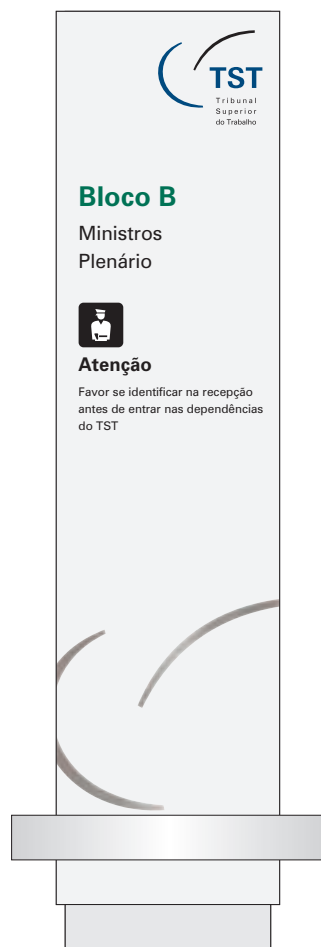 TST
Tribunal
Superior
do Trabalho
Bloco B
Ministros
Plenário
Atenção
Favor se identificar na recepção
antes de entrar nas dependências
do TST